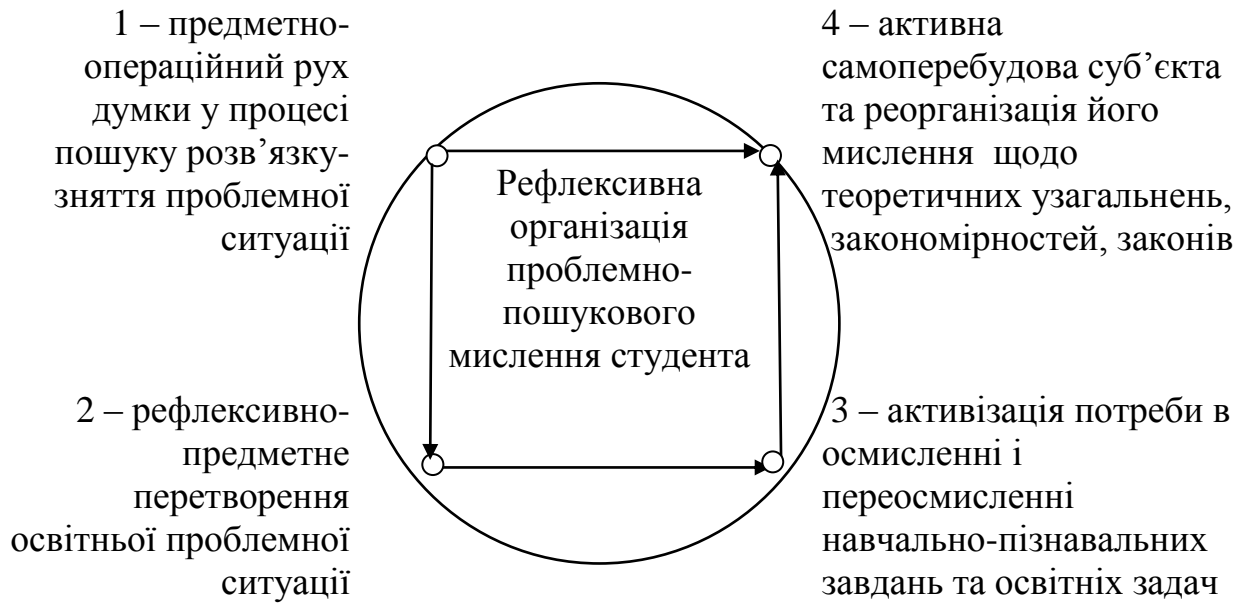 1 – предметно-
операційний рух
думки у процесі
пошуку розв’язку-
зняття проблемної
ситуації
4 – активна
самоперебудова суб’єкта
та реорганізація його
мислення щодо
теоретичних узагальнень,
закономірностей, законів
Рефлексивна
організація
проблемно-
пошукового
мислення студента
2 – рефлексивно-
предметне
перетворення
освітньої проблемної
ситуації
3 – активізація потреби в
осмисленні і
переосмисленні
навчально-пізнавальних
завдань та освітніх задач